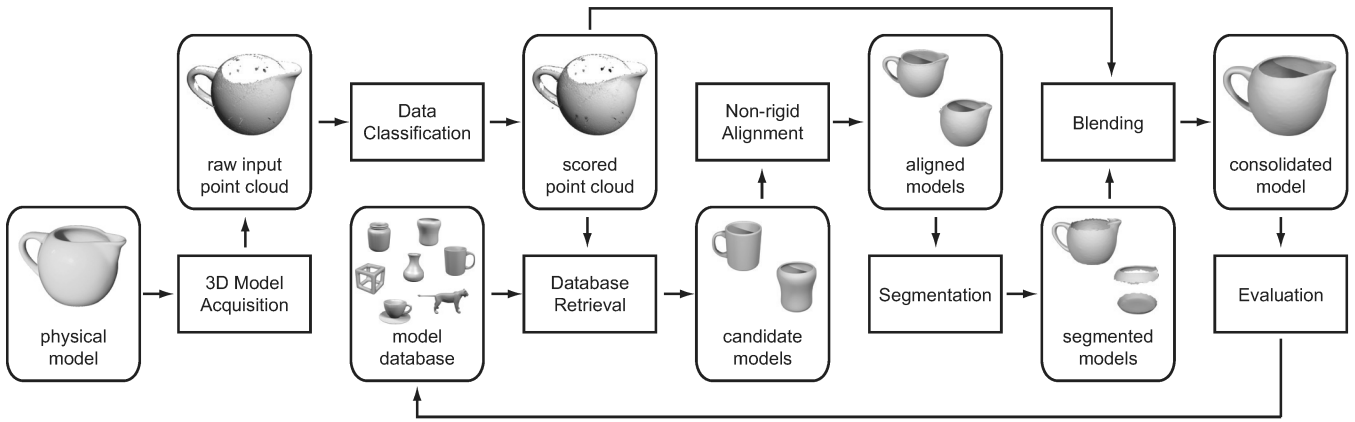 physical
model
3D Model
Acquisition
raw input
point cloud
Data
Classification
scored
point cloud
model
database
Database
Retrieval
candidate
models
Non-rigid
Alignment
aligned
models
Segmentation
segmented
models
Blending
consolidated
model
Evaluation